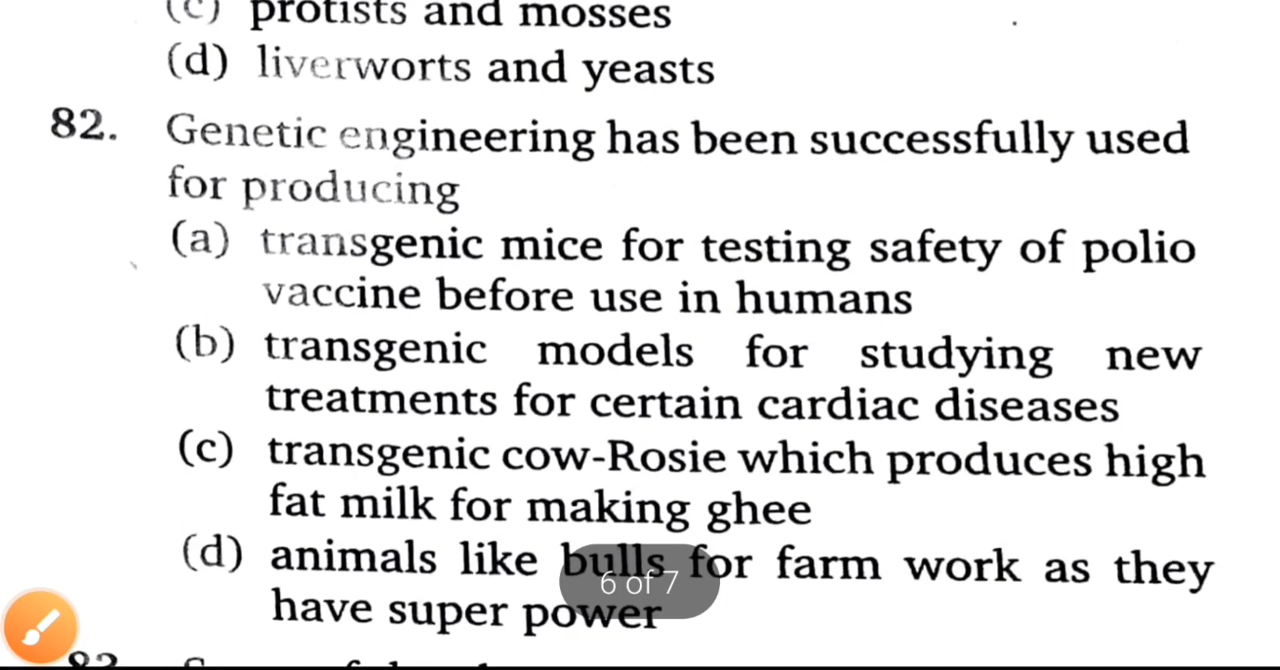 (c) protists and mosses
(d) liverworts and yeasts
82. Genetic engineering has been successfully used
for producing
(a) transgenic mice for testing safety of polio
vaccine before use in humans
(b) transgenic models for studying new
treatments for certain cardiac diseases
(c) transgenic cow-Rosie which produces high
fat milk for making ghee
(d) animals like bulls for farm work as they
have super power
6 of 7